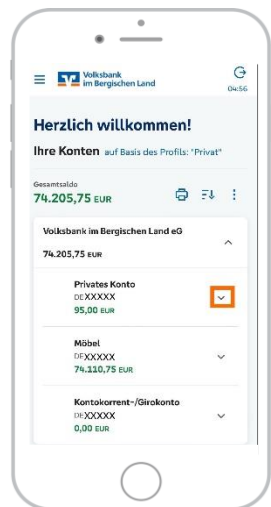 Volksbank
im Bergischen Land
04:56
Herzlich willkommen!
Ihre Konten auf Basis des Profils: "Privat"
Gesamtsaldo
74.205,75 EUR
Volksbank im Bergischen Land eG
74.205,75 EUR
Privates Konto
DEXXXXX
95,00 EUR
Möbel
DEXXXXX
74.110,75 EUR
Kontokorrent-/Girokonto
DEXXXXX
0,00 EUR